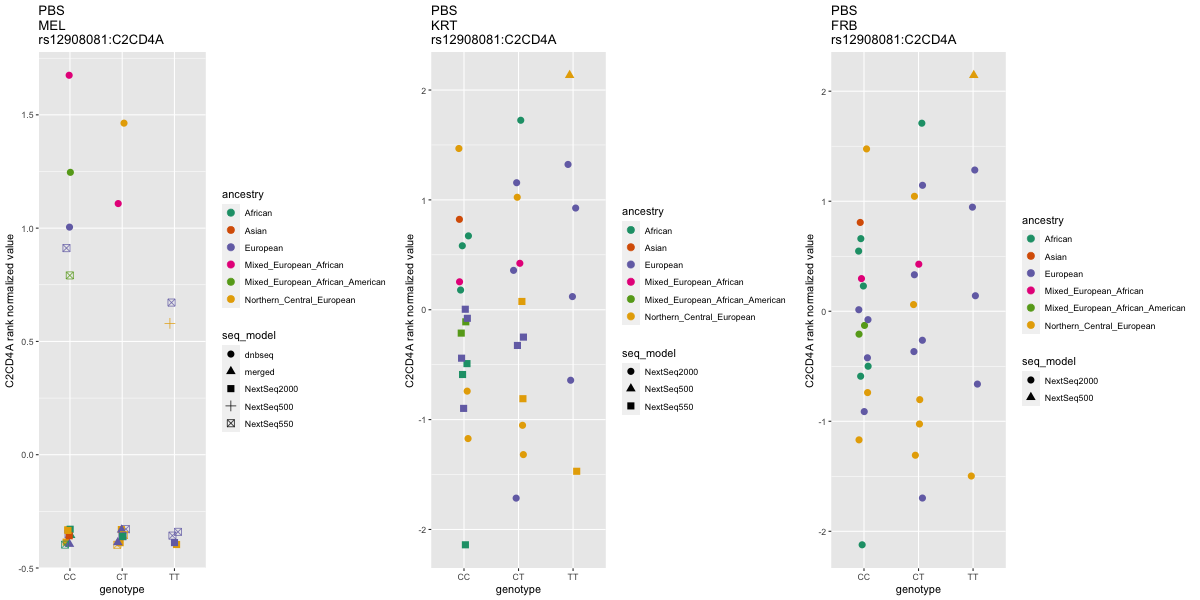 PBS
MEL
rs12908081:C2CD4A
C2CD4A rank normalized value
1.5
1.0
0.5
0.0
-0.5
CC
CT
TT
genotype
ancestry
African
Asian
European
Mixed_European_African
Mixed_European_African_American
Northern_Central_European
seq_model
dnbseq
merged
NextSeq2000
NextSeq500
NextSeq550
PBS
KRT
rs12908081:C2CD4A
C2CD4A rank normalized value
2
1
0
-1
-2
CC
CT
TT
genotype
ancestry
African
Asian
European
Mixed_European_African
Mixed_European_African_American
Northern_Central_European
seq_model
NextSeq2000
NextSeq500
NextSeq550
PBS
FRB
rs12908081:C2CD4A
C2CD4A rank normalized value
2
1
0
-1
-2
CC
CT
TT
genotype
ancestry
African
Asian
European
Mixed_European_African
Mixed_European_African_American
Northern_Central_European
seq_model
NextSeq2000
NextSeq500